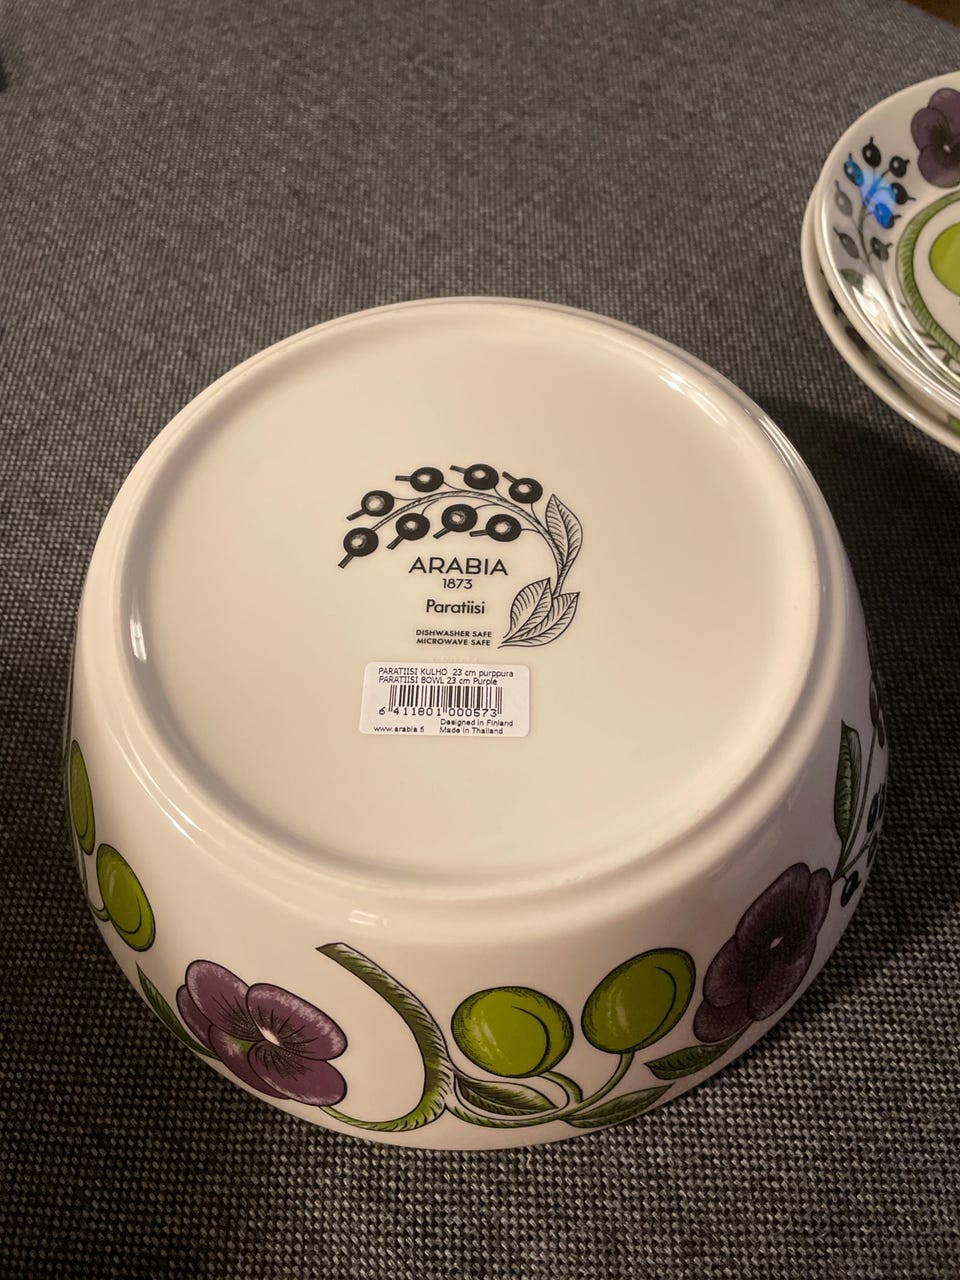 ARABIA
1873
Paratiisi
DISHWASHER SAFE
MICROWAVE SAFE
PARATIISI KULHO 23 cm purppura
PARATIISI BOWL 23 cm Purple
6 411801 000573
Designed in Finland
www.arabia.fi Made in Thailand